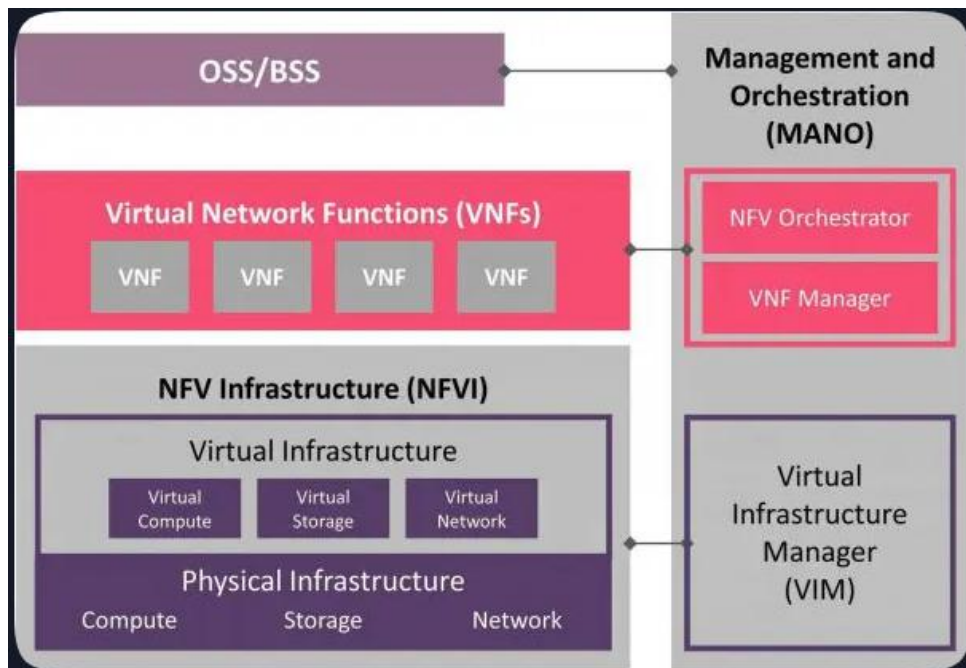 OSS/BSS
Management and
Orchestration
(MANO)
Virtual Network Functions (VNFs)
VNF
VNF
VNF
VNF
NFV Orchestrator
VNF Manager
NFV Infrastructure (NFVI)
Virtual Infrastructure
Virtual
Compute
Virtual
Storage
Virtual
Network
Physical Infrastructure
Compute
Storage
Network
Virtual
Infrastructure
Manager
(VIM)